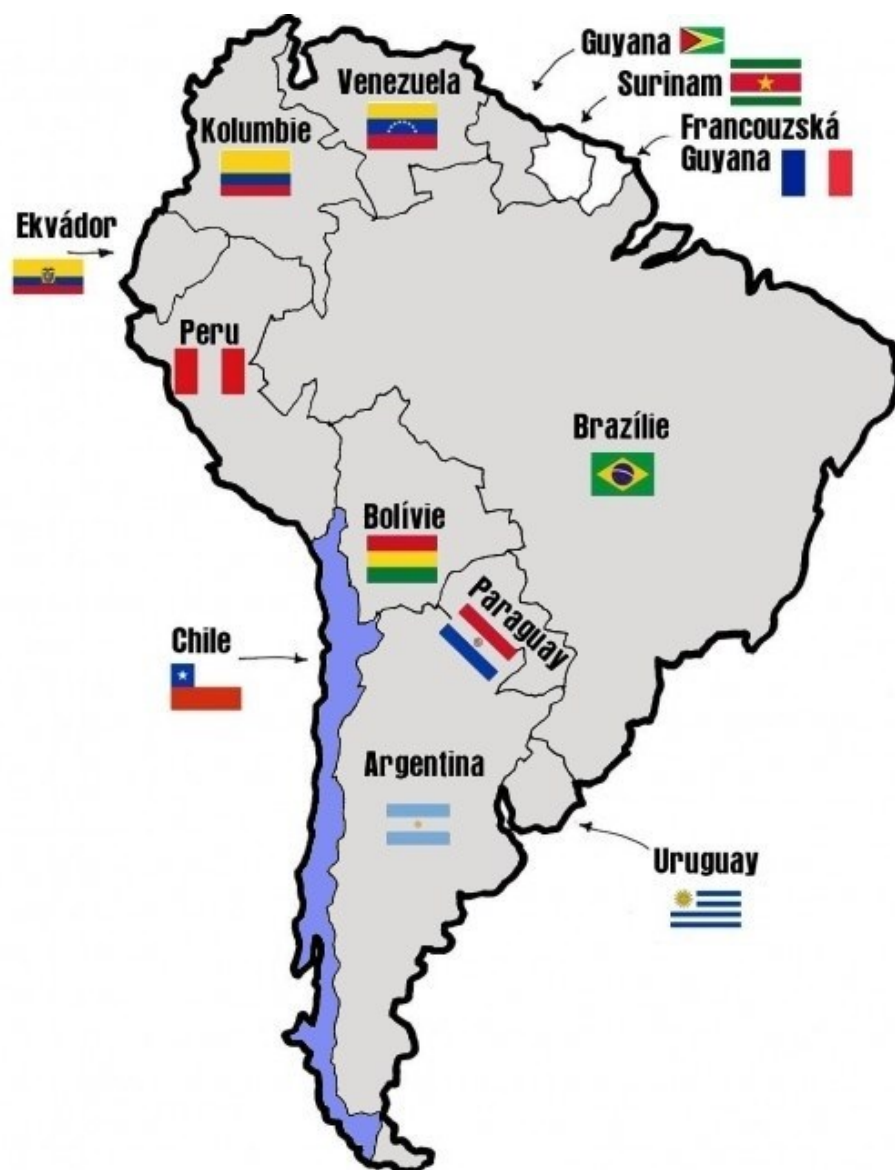 Guyana
Surinam
Francouzská
Guyana
Venezuela
Kolumbie
Ekvádor
Peru
Brazílie
Bolívie
Paraguay
Chile
Argentina
Uruguay